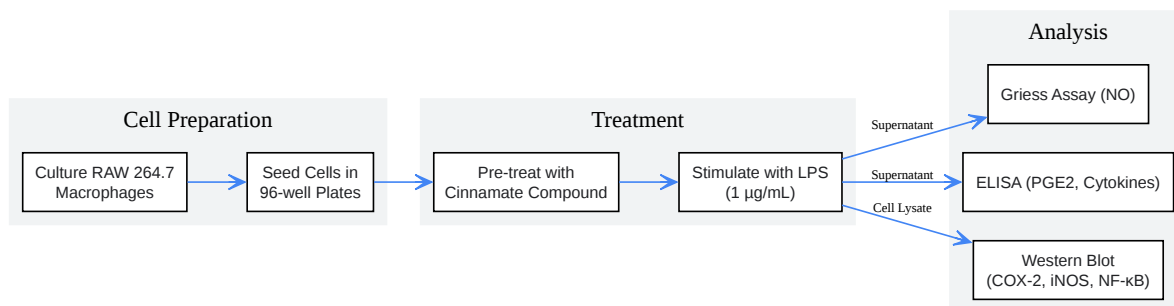 Cell Preparation
Culture RAW 264.7
Macrophages
Seed Cells in
96-well Plates
Treatment
Pre-treat with
Cinnamate Compound
Stimulate with LPS
(1 µg/mL)
Supernatant
Supernatant
Cell Lysate
Analysis
Griess Assay (NO)
ELISA (PGE2, Cytokines)
Western Blot
(COX-2, iNOS, NF-κB)